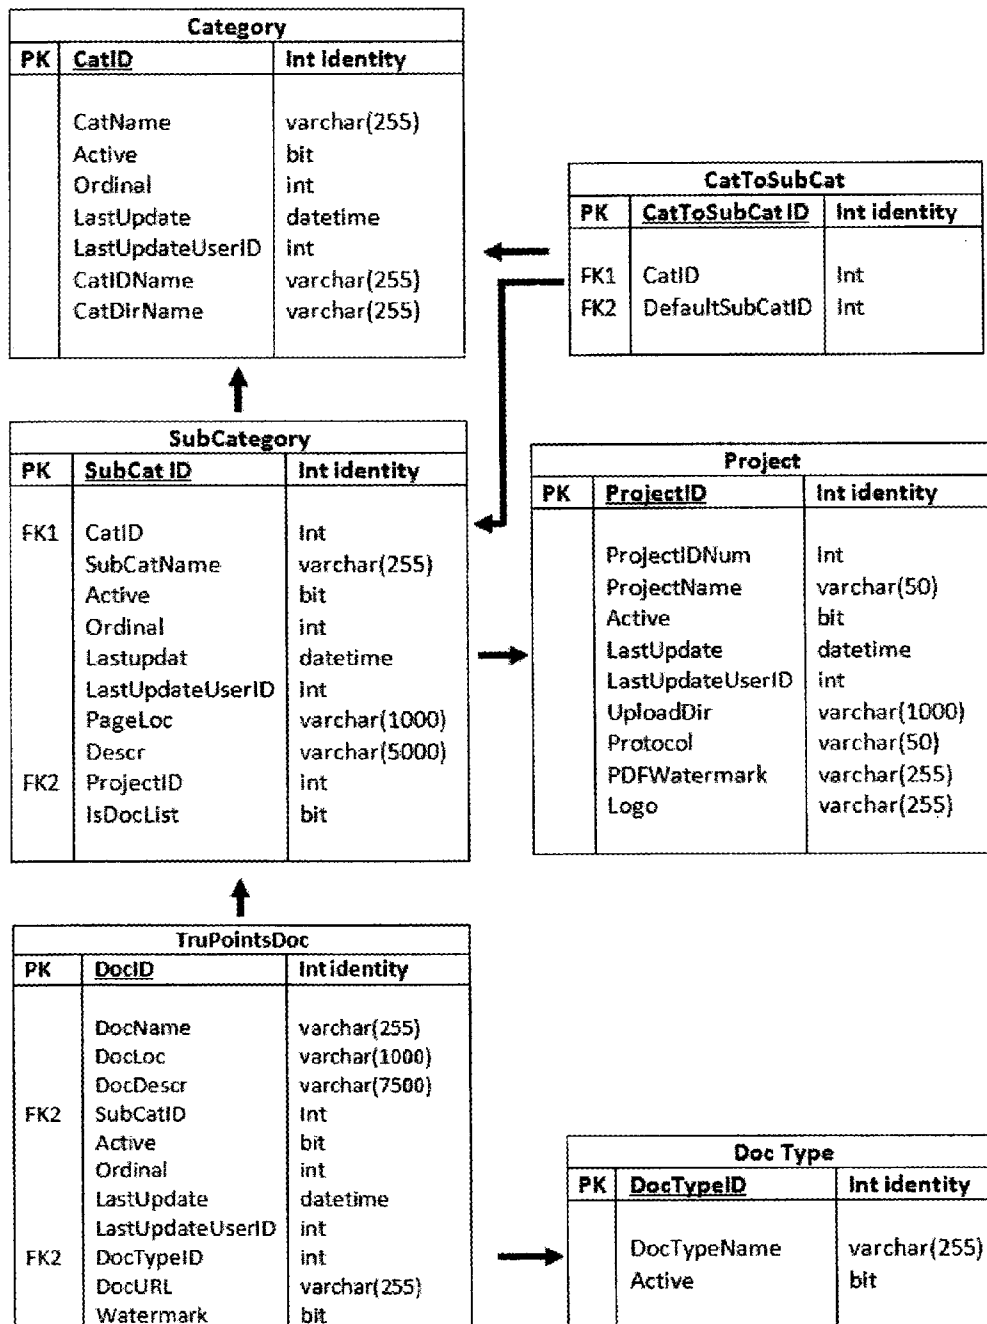 Category
PK CatID Int identity
CatName varchar(255)
Active bit
Ordinal int
LastUpdate datetime
LastUpdateUserID int
CatIDName varchar(255)
CatDirName varchar(255)
CatToSubCat
PK CatToSubCatID Int identity
FK1 CatID Int
FK2 DefaultSubCatID Int
SubCategory
PK SubCat ID Int identity
FK1 CatID Int
SubCatName varchar(255)
Active bit
Ordinal int
Lastupdat datetime
LastUpdateUserID Int
PageLoc varchar(1000)
Descr varchar(5000)
FK2 ProjectID int
IsDocList bit
Project
PK ProjectID Int identity
ProjectIDNum Int
ProjectName varchar(50)
Active bit
LastUpdate datetime
LastUpdateUserID int
UploadDir varchar(1000)
Protocol varchar(50)
PDFWatermark varchar(255)
Logo varchar(255)
TruPointsDoc
PK DocID Int identity
DocName varchar(255)
DocLoc varchar(1000)
DocDescr varchar(7500)
FK2 SubCatID Int
Active bit
Ordinal int
LastUpdate datetime
LastUpdateUserID int
FK2 DocTypeID int
DocURL varchar(255)
Watermark bit
Doc Type
PK DocTypeID Int identity
DocTypeName varchar(255)
Active bit